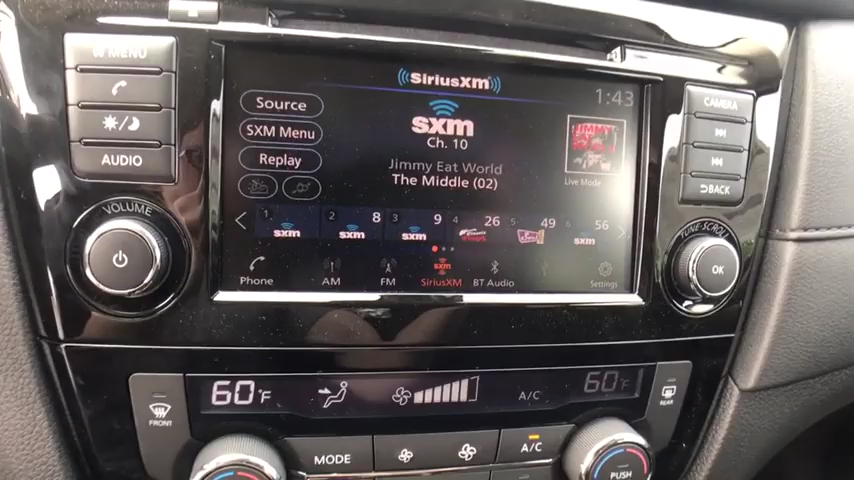 MENU
AUDIO
VOLUME
SiriusXM
1:43
Source
SXM Menu
Replay
sxm
Ch. 10
Jimmy Eat World
The Middle (02)
JIMMY
Live Mode
1
sxm
2
8
sxm
3
9
sxm
4
26
5
49
6
56
sxm
Phone
AM
FM
sxm
SiriusXM
BT Audio
Settings
CAMERA
BACK
TUNE·SCROLL
OK
60°F
A/C
60°F
FRONT
REAR
MODE
A/C
PUSH